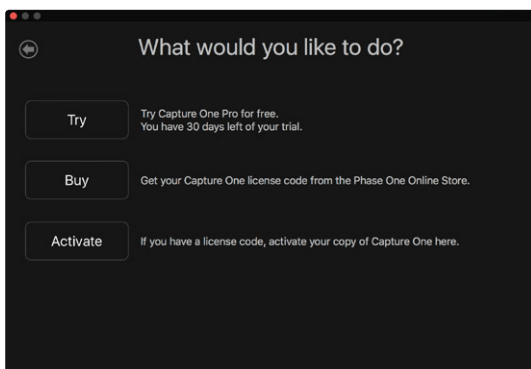 What would you like to do?
Try
Try Capture One Pro for free.
You have 30 days left of your trial.
Buy
Get your Capture One license code from the Phase One Online Store.
Activate
If you have a license code, activate your copy of Capture One here.